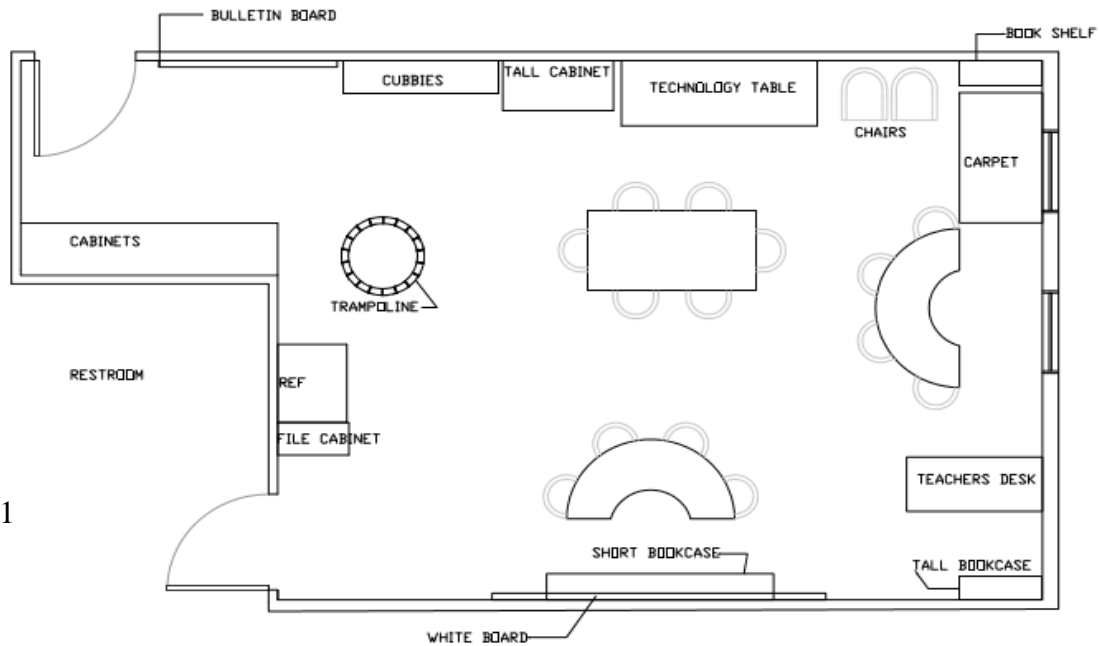 BULLETIN BOARD
BOOK SHELF
CUBBIES
TALL CABINET
TECHNOLOGY TABLE
CHAIRS
CARPET
CABINETS
TRAMPOLINE
RESTROOM
REF
FILE CABINET
TEACHERS DESK
1
SHORT BOOKCASE
TALL BOOKCASE
WHITE BOARD